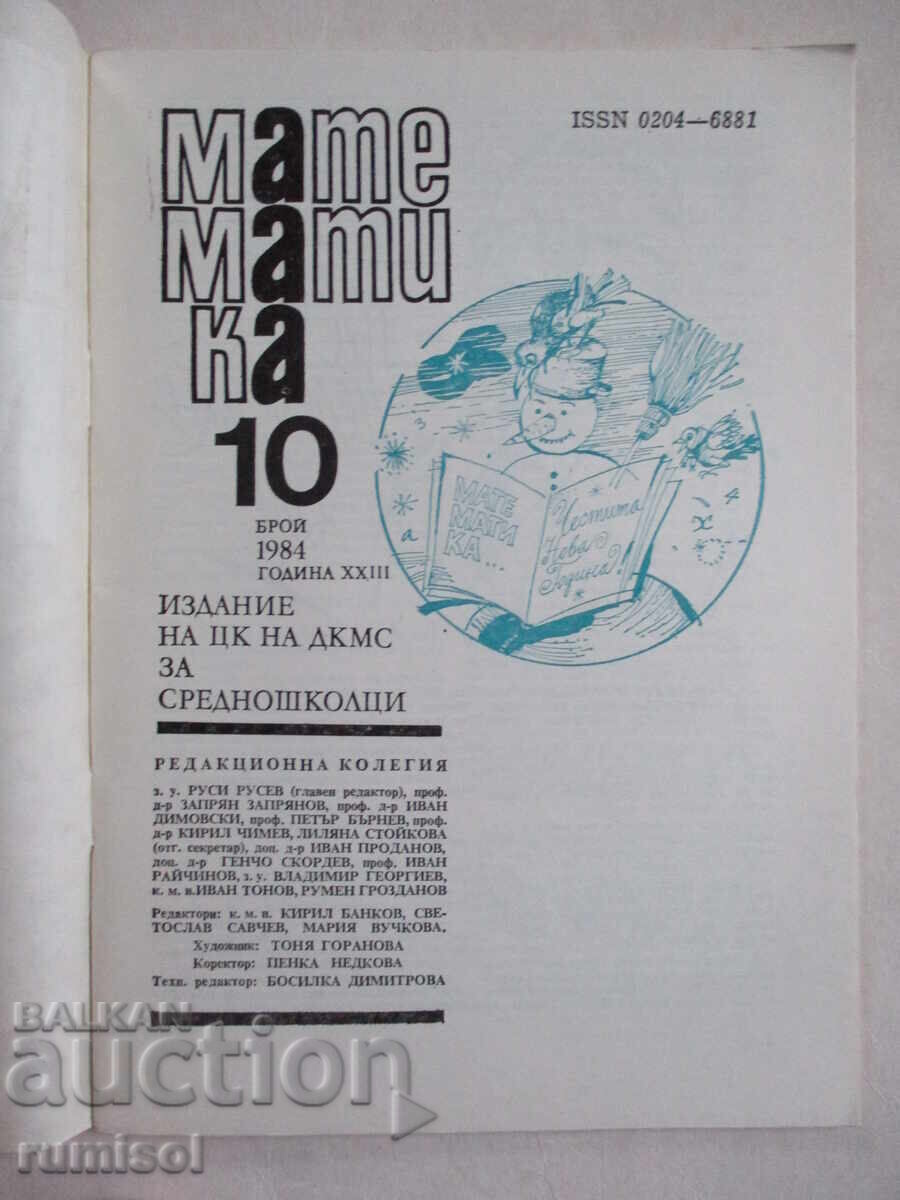 Мате
мати
ка
ISSN 0204—6881
10
БРОЙ
1984
ГОДИНА XXIII
ИЗДАНИЕ
НА ЦК НА ДКМС
ЗА
СРЕДНОШКОЛЦИ
МАТЕ
МАТИ
КА...
Честита
Нова
Година!
з
а
4
x
РЕДАКЦИОННА КОЛЕГИЯ
з. у. РУСИ РУСЕВ (главен редактор), проф.
д-р ЗАПРЯН ЗАПРЯНОВ, проф. д-р ИВАН
ДИМОВСКИ, проф. ПЕТЪР БЪРНЕВ, проф.
д-р КИРИЛ ЧИМЕВ, ЛИЛЯНА СТОЙКОВА
(отг. секретар), доц. д-р ИВАН ПРОДАНОВ,
доц. д-р ГЕНЧО СКОРДЕВ, проф. ИВАН
РАЙЧИНОВ, з. у. ВЛАДИМИР ГЕОРГИЕВ,
к. м. н. ИВАН ТОНОВ, РУМЕН ГРОЗДАНОВ
Редактори: к. м. н. КИРИЛ БАНКОВ, СВЕ-
ТОСЛАВ САВЧЕВ, МАРИЯ ВУЧКОВА.
Художник: ТОНЯ ГОРАНОВА
Коректор: ПЕНКА НЕДКОВА
Техн. редактор: БОСИЛКА ДИМИТРОВА
BALKAN
auction
rumisol